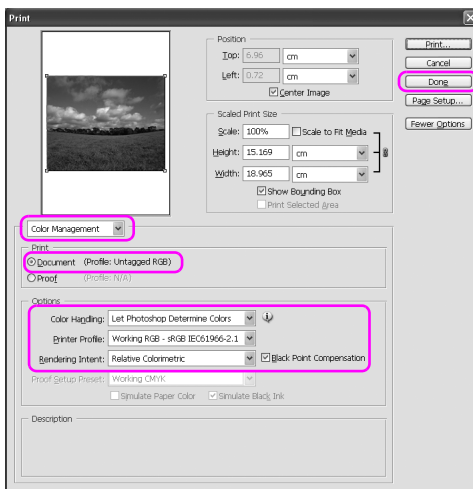 Print
Position
Top: 6.96 cm
Left: 0.72 cm
Center Image
Print...
Cancel
Done
Page Setup...
Fewer Options
Scaled Print Size
Scale: 100% Scale to Fit Media
Height: 15.169 cm
Width: 18.965 cm
Show Bounding Box
Print Selected Area
Color Management
Print
Document (Profile: Untagged RGB)
Proof (Profile: N/A)
Options
Color Handling: Let Photoshop Determine Colors
Printer Profile: Working RGB - sRGB IEC61966-2.1
Rendering Intent: Relative Colorimetric Black Point Compensation
Proof Setup Preset: Working CMYK
Simulate Paper Color Simulate Black Ink
Description